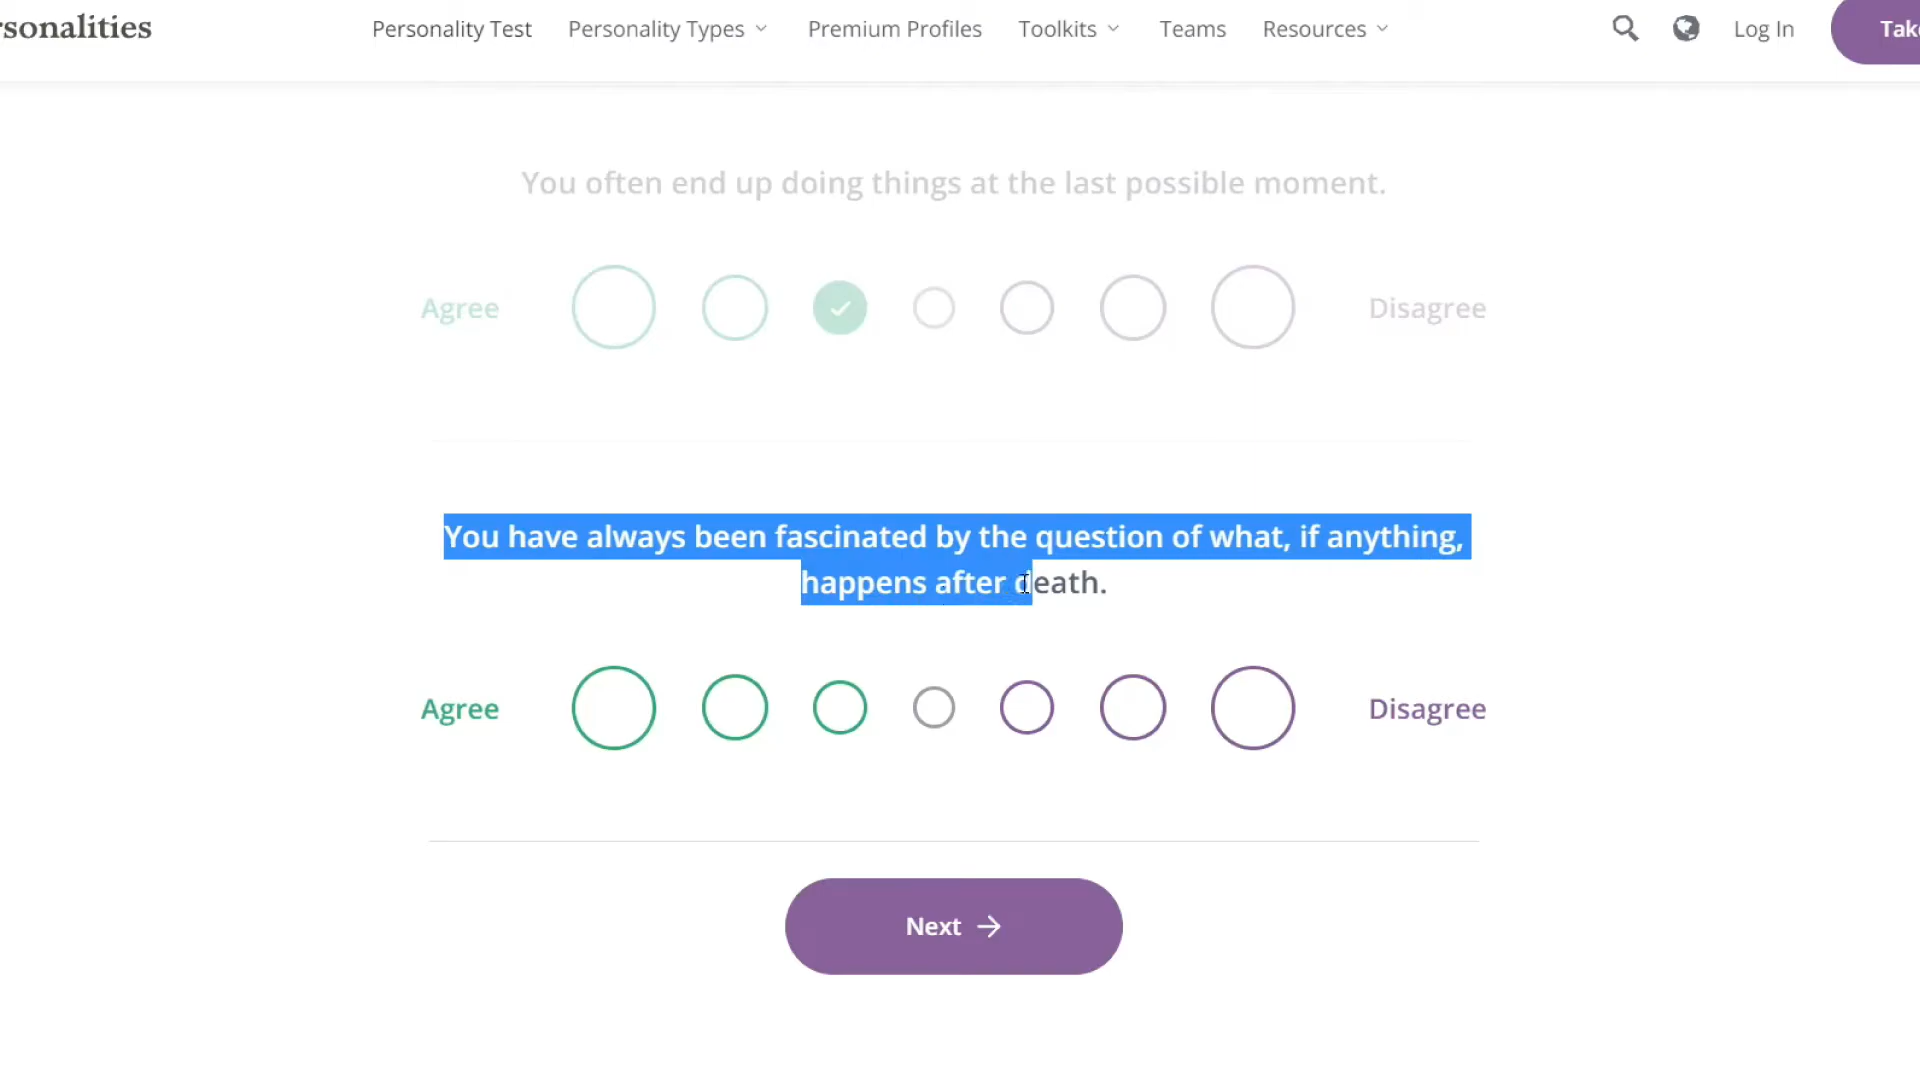 rsonalities
Personality Test Personality Types Premium Profiles Toolkits Teams Resources Log In Take
You often end up doing things at the last possible moment.
Agree Disagree
You have always been fascinated by the question of what, if anything,
happens after death.
Agree Disagree
Next →